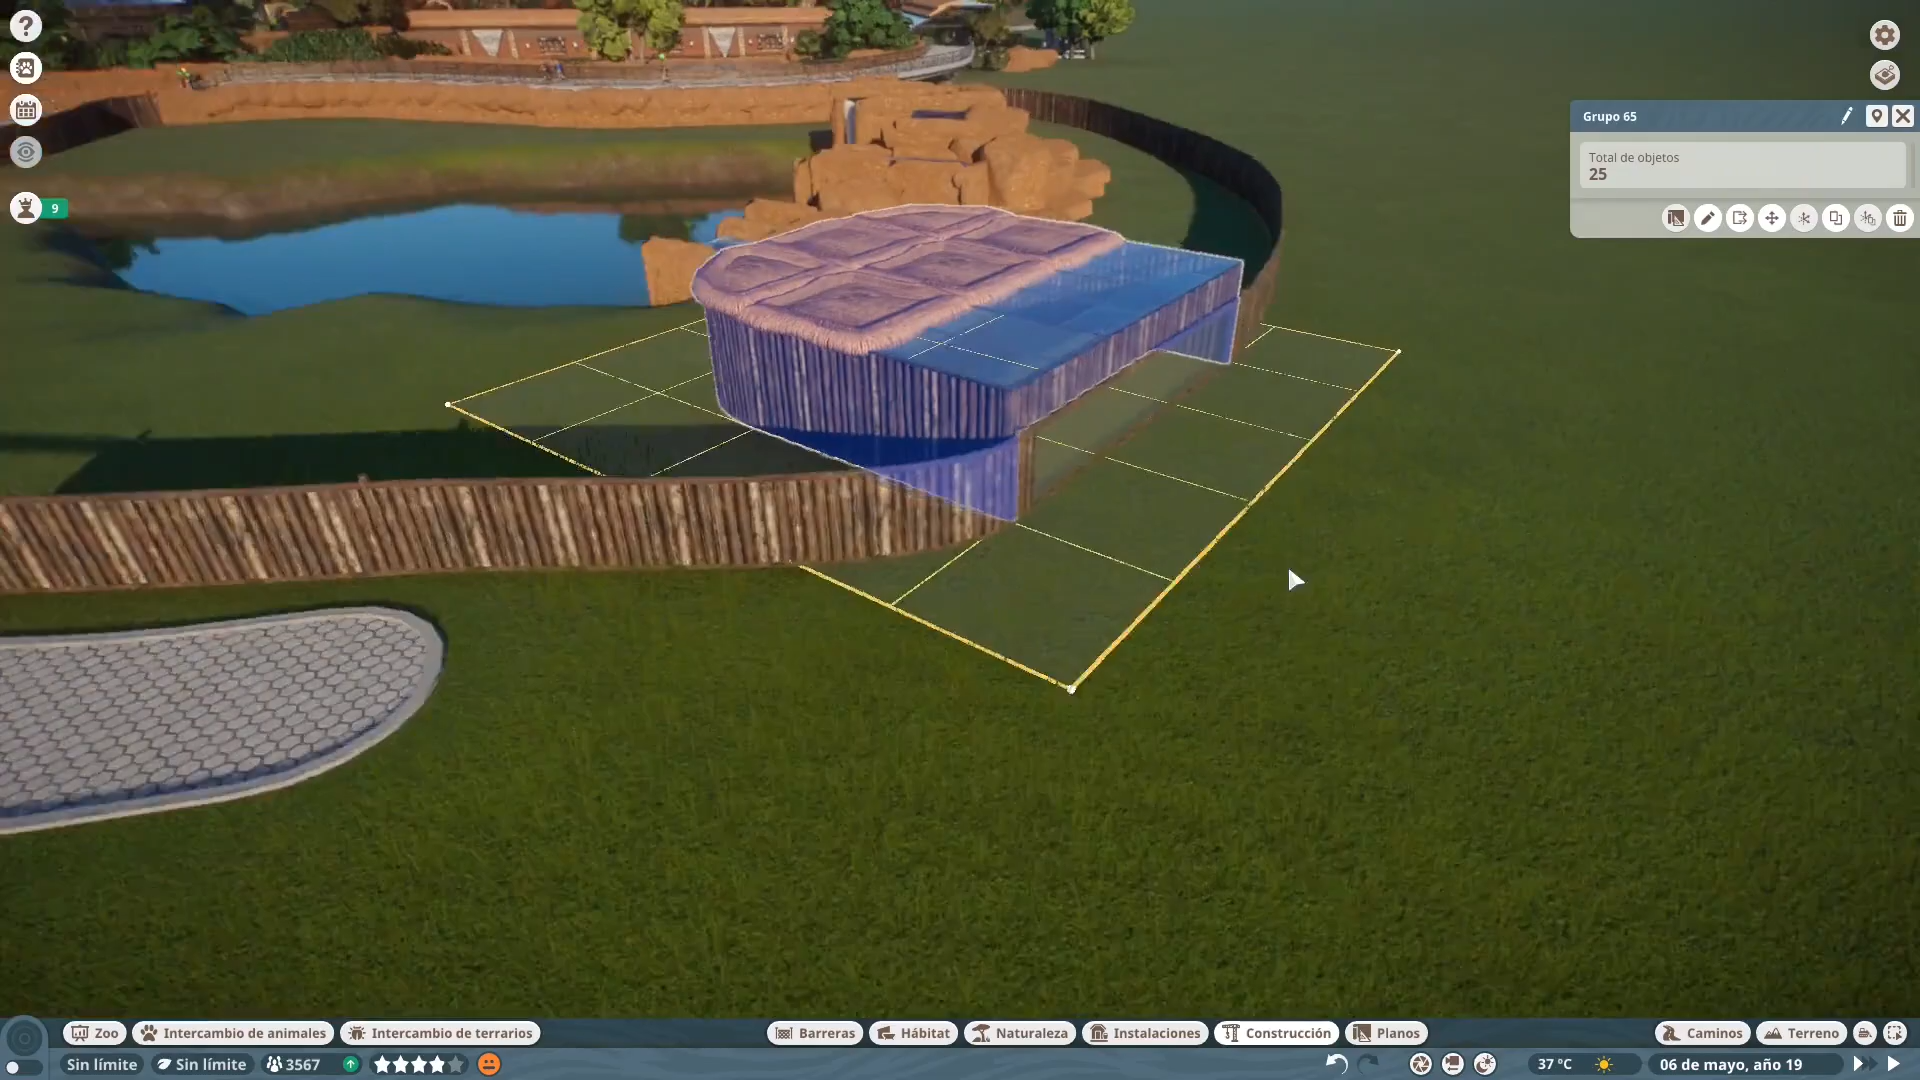 ?
9
Grupo 65
Total de objetos
25
Zoo
Intercambio de animales
Intercambio de terrarios
Barreras
Hábitat
Naturaleza
Instalaciones
Construcción
Planos
Caminos
Terreno
Sin límite
Sin límite
3567
37 ºC
06 de mayo, año 19